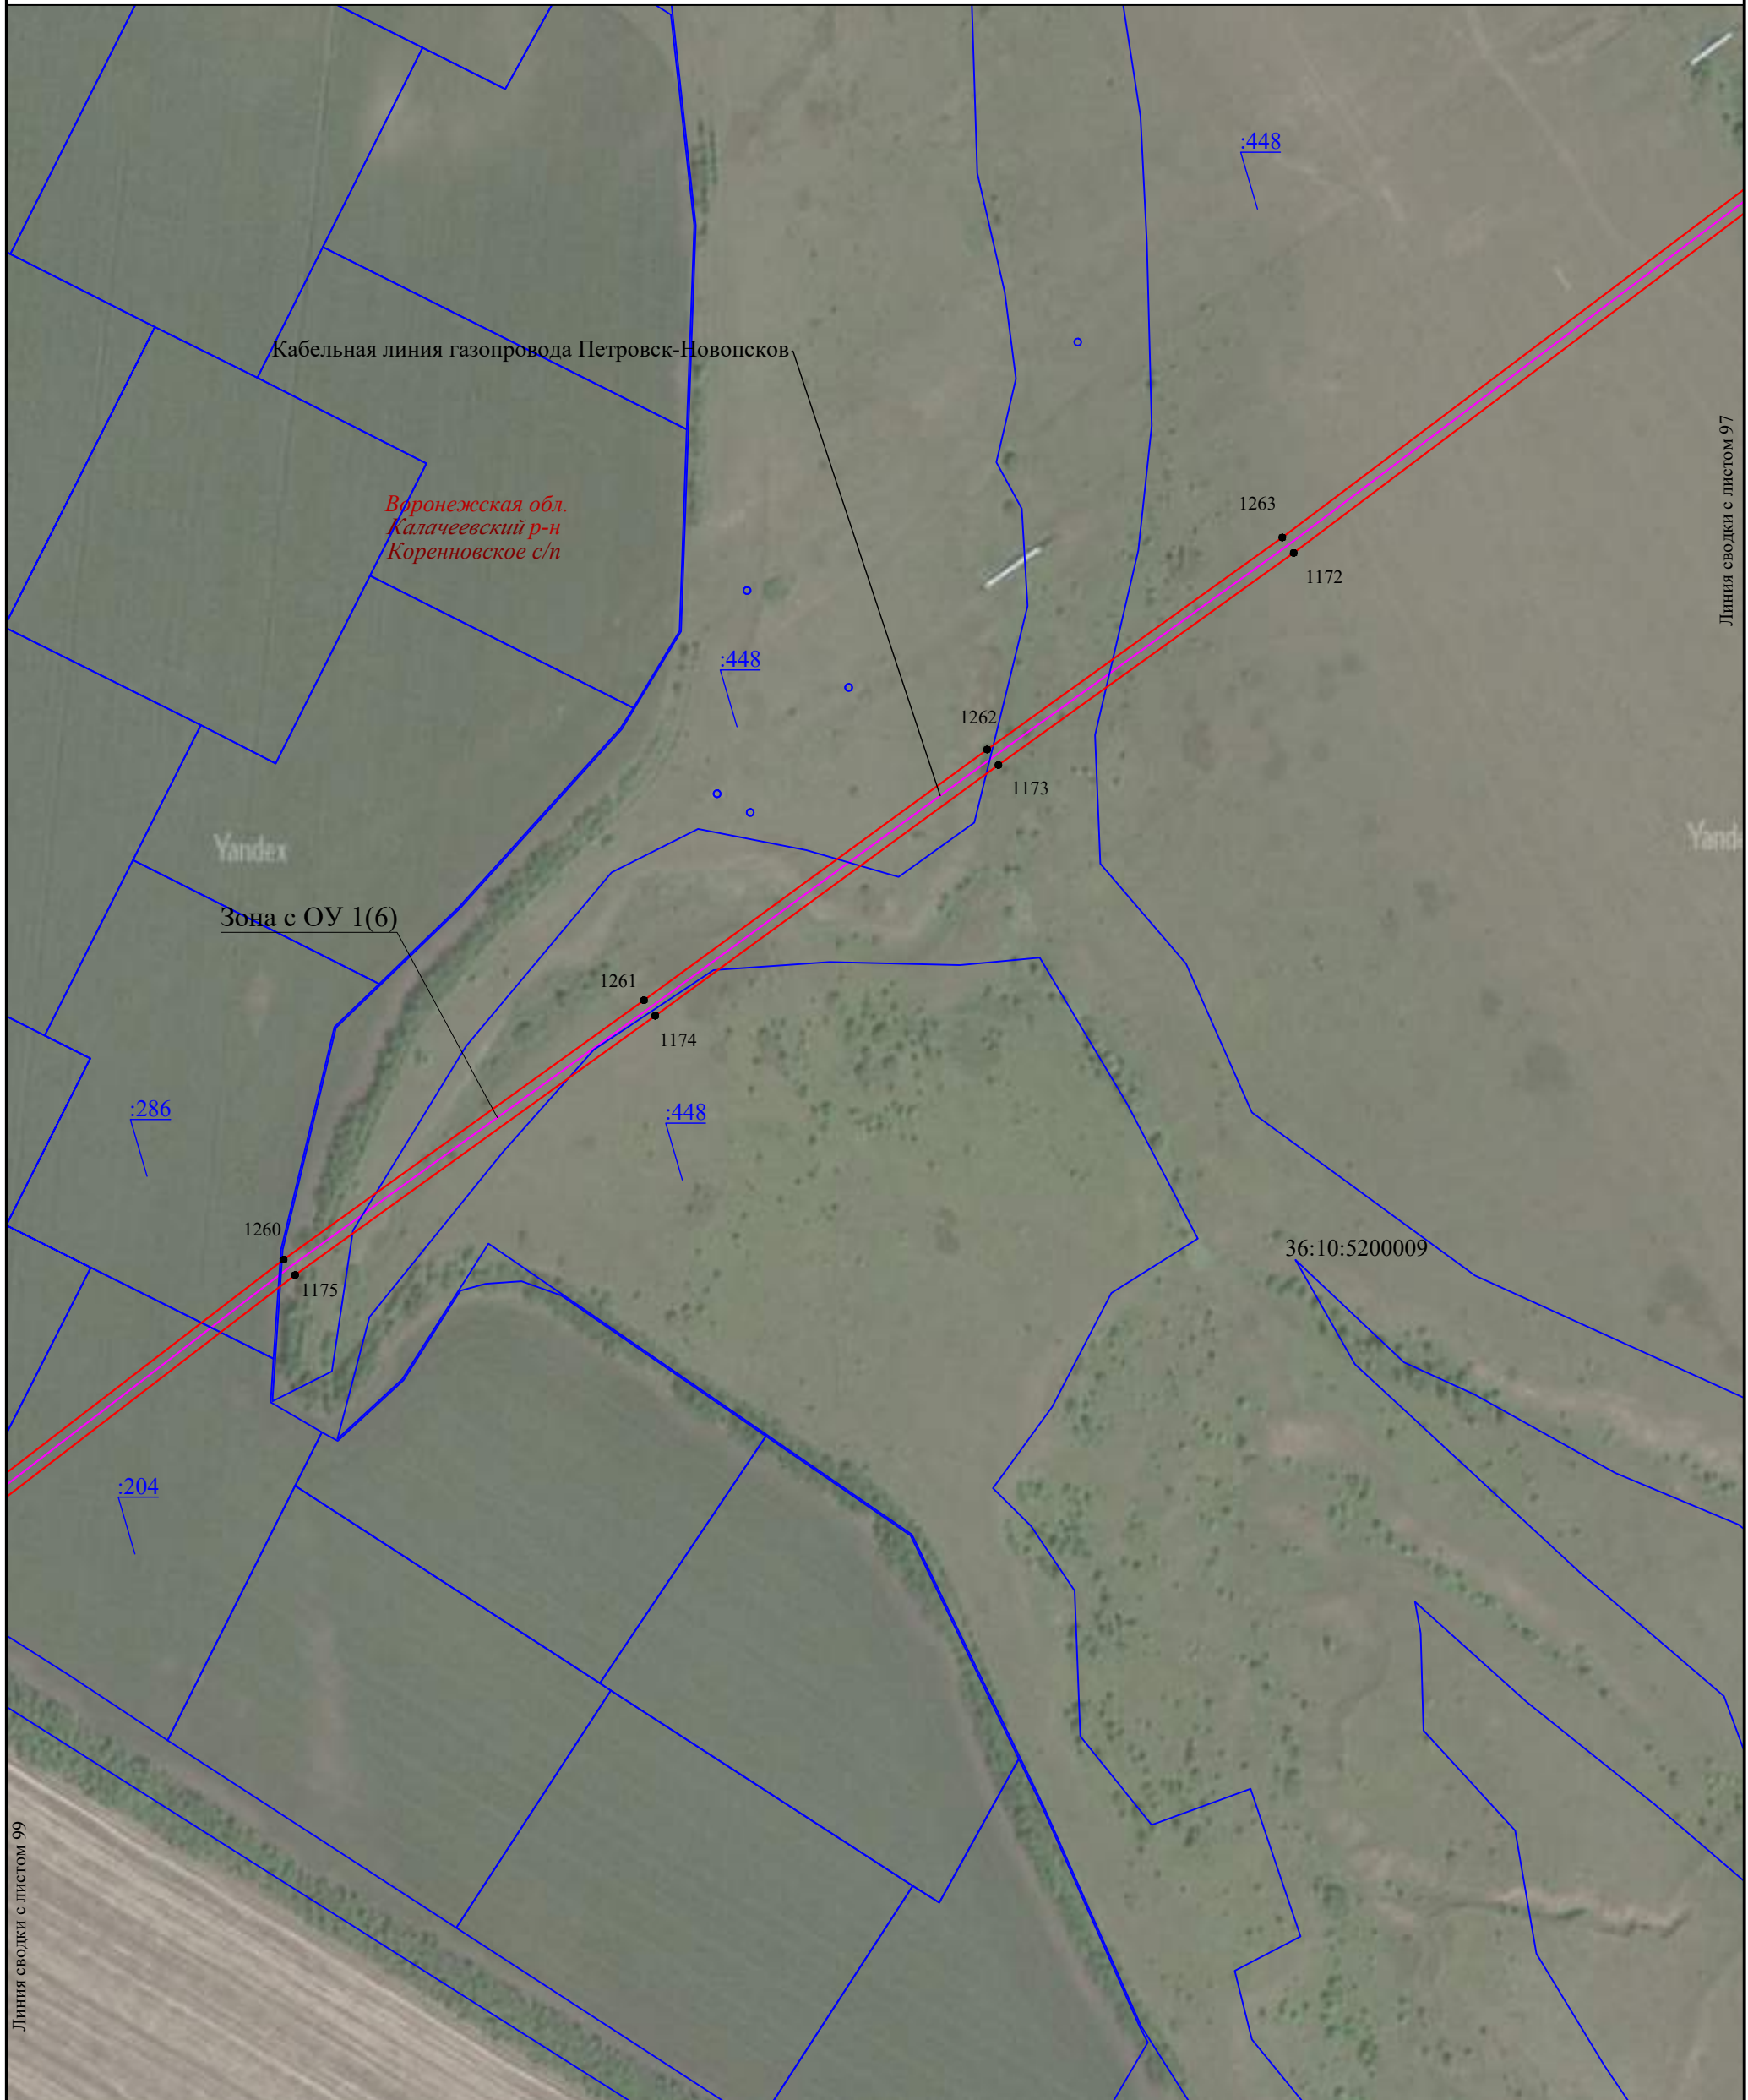 :448
Кабельная линия газопровода Петровск-Новопсков
Линия сводки с листом 97
Воронежская обл.
Калачеевский р-н
Коренновское с/п
1263
1172
:448
1262
1173
Yandex
Yand
Зона с ОУ 1(6)
1261
1174
:286
:448
1260
1175
36:10:5200009
:204
Линия сводки с листом 99